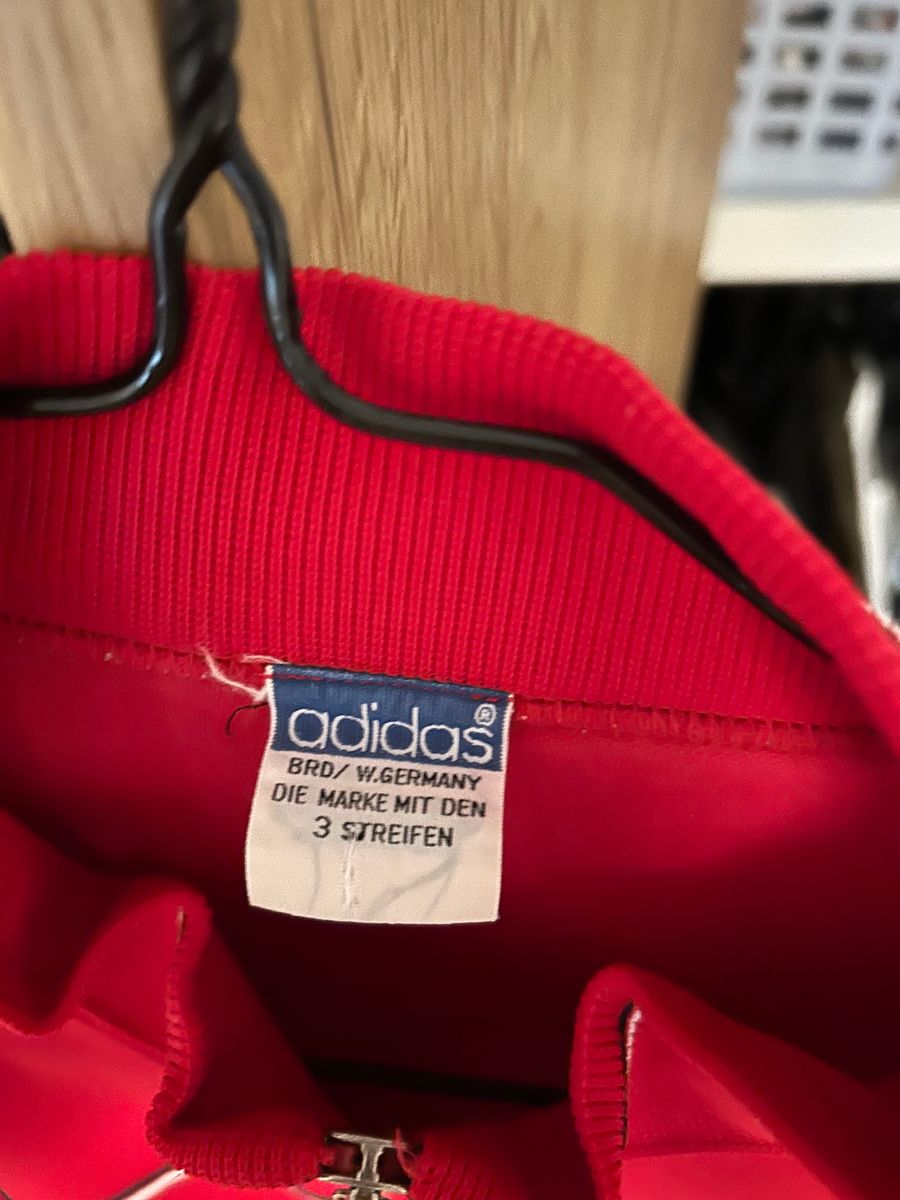 adidas®
BRD/ W.GERMANY
DIE MARKE MIT DEN
3 STREIFEN